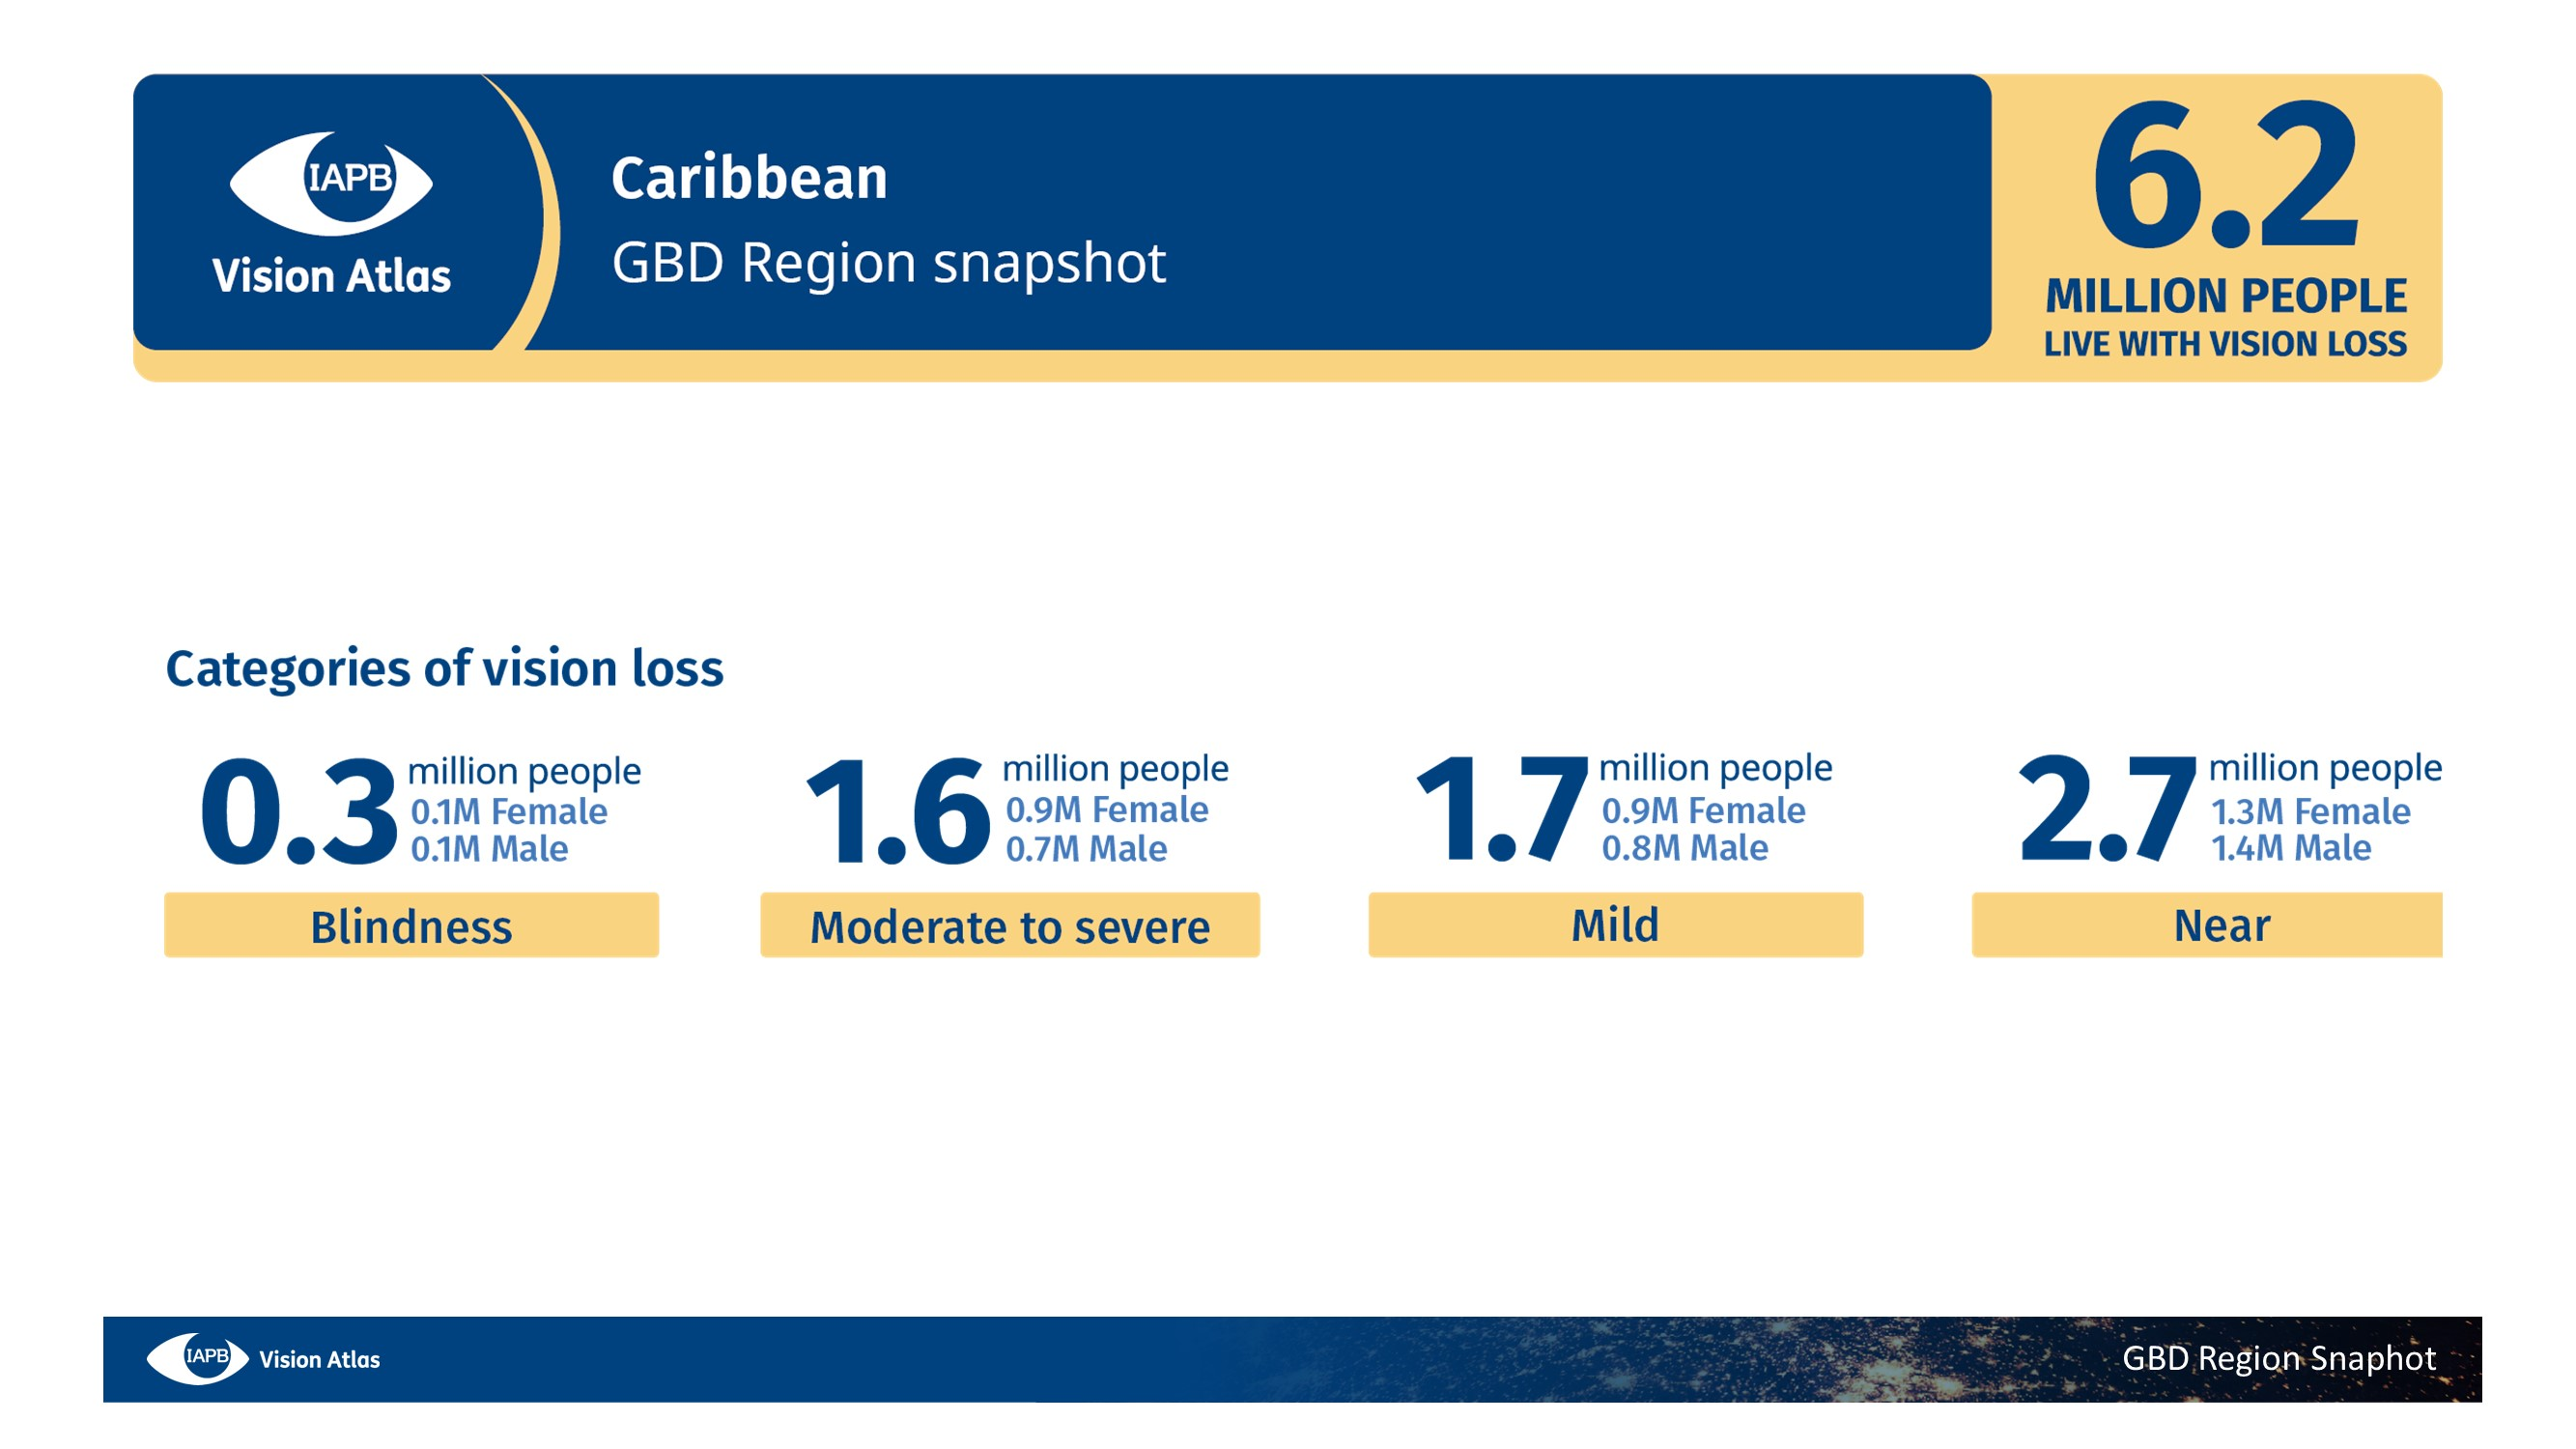 IAPB
Vision Atlas
Caribbean
GBD Region snapshot
6.2
MILLION PEOPLE
LIVE WITH VISION LOSS
Categories of vision loss
0.3 million people
0.1M Female
0.1M Male
Blindness
1.6 million people
0.9M Female
0.7M Male
Moderate to severe
1.7 million people
0.9M Female
0.8M Male
Mild
2.7 million people
1.3M Female
1.4M Male
Near
IAPB Vision Atlas
GBD Region Snaphot